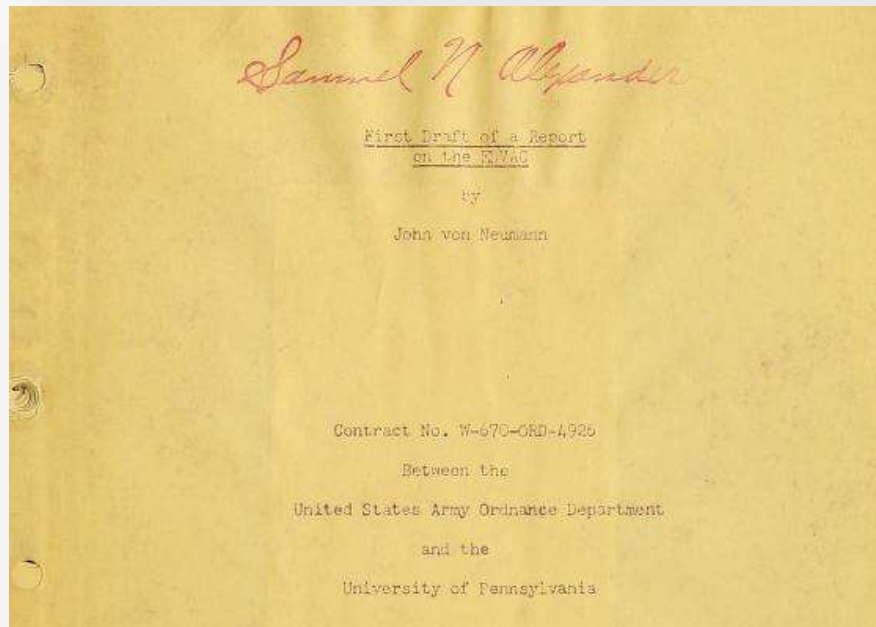 Samuel N Alexander
First Draft of a Report
on the EDVAC
by
John von Neumann
Contract No. W-670-ORD-4926
Between the
United States Army Ordnance Department
and the
University of Pennsylvania